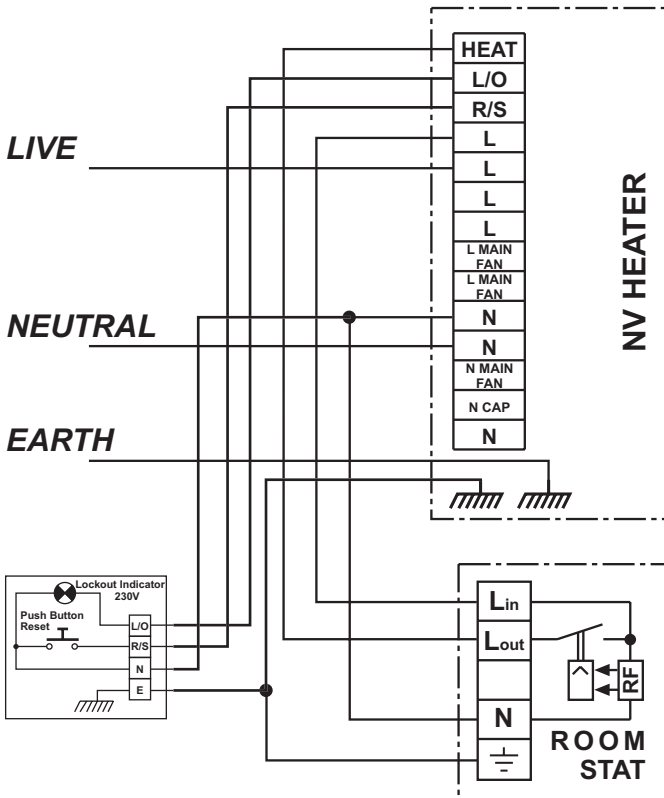 HEAT
L/O
R/S
L
L
L
L
L MAIN
FAN
L MAIN
FAN
N
N
N MAIN
FAN
N CAP
N
NV HEATER
LIVE
NEUTRAL
EARTH
Lockout Indicator
230V
Push Button
Reset
L/O
R/S
N
E
Lin
Lout
N
RF
ROOM
STAT